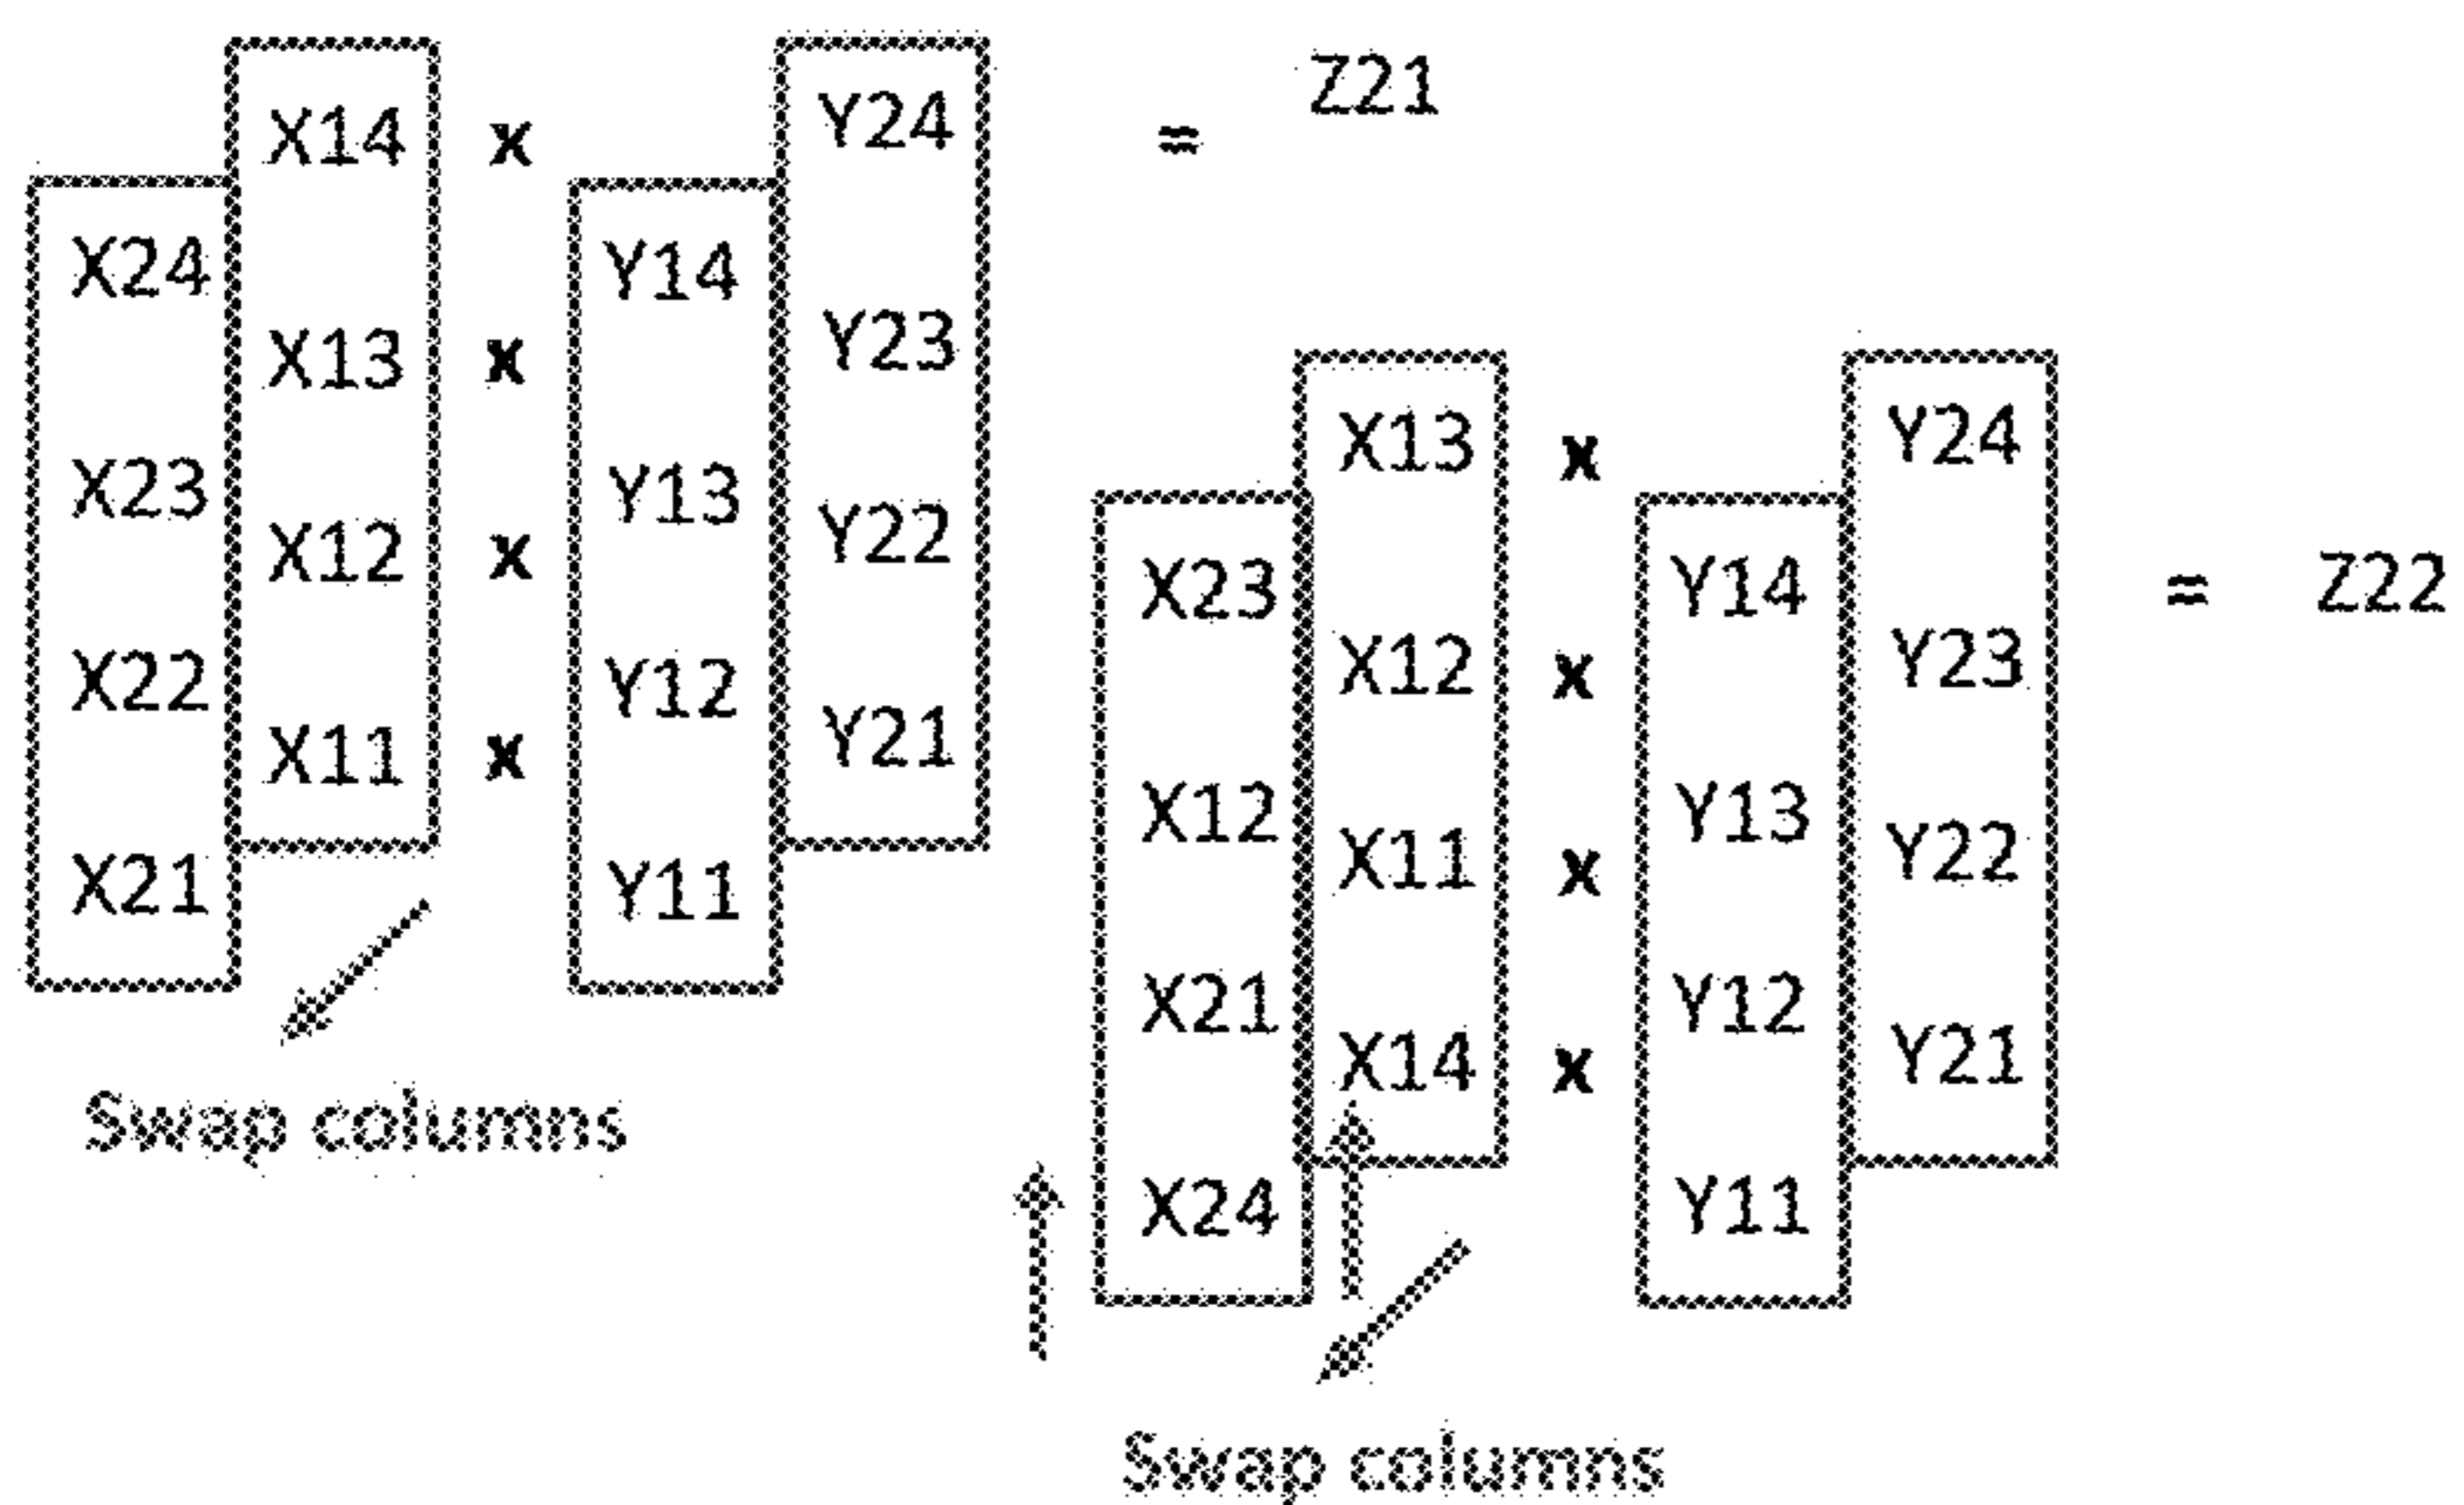 X14 x Y24 = Z21
X24 Y14
X13 x Y23
X23 Y13
X12 x Y22
X22 Y12
X11 x Y21
X21 Y11
Swap columns
X13 x Y24
X23 Y14 = Z22
X12 x Y23
X12 Y13
X11 x Y22
X21 Y12
X14 x Y21
X24 Y11
Swap columns